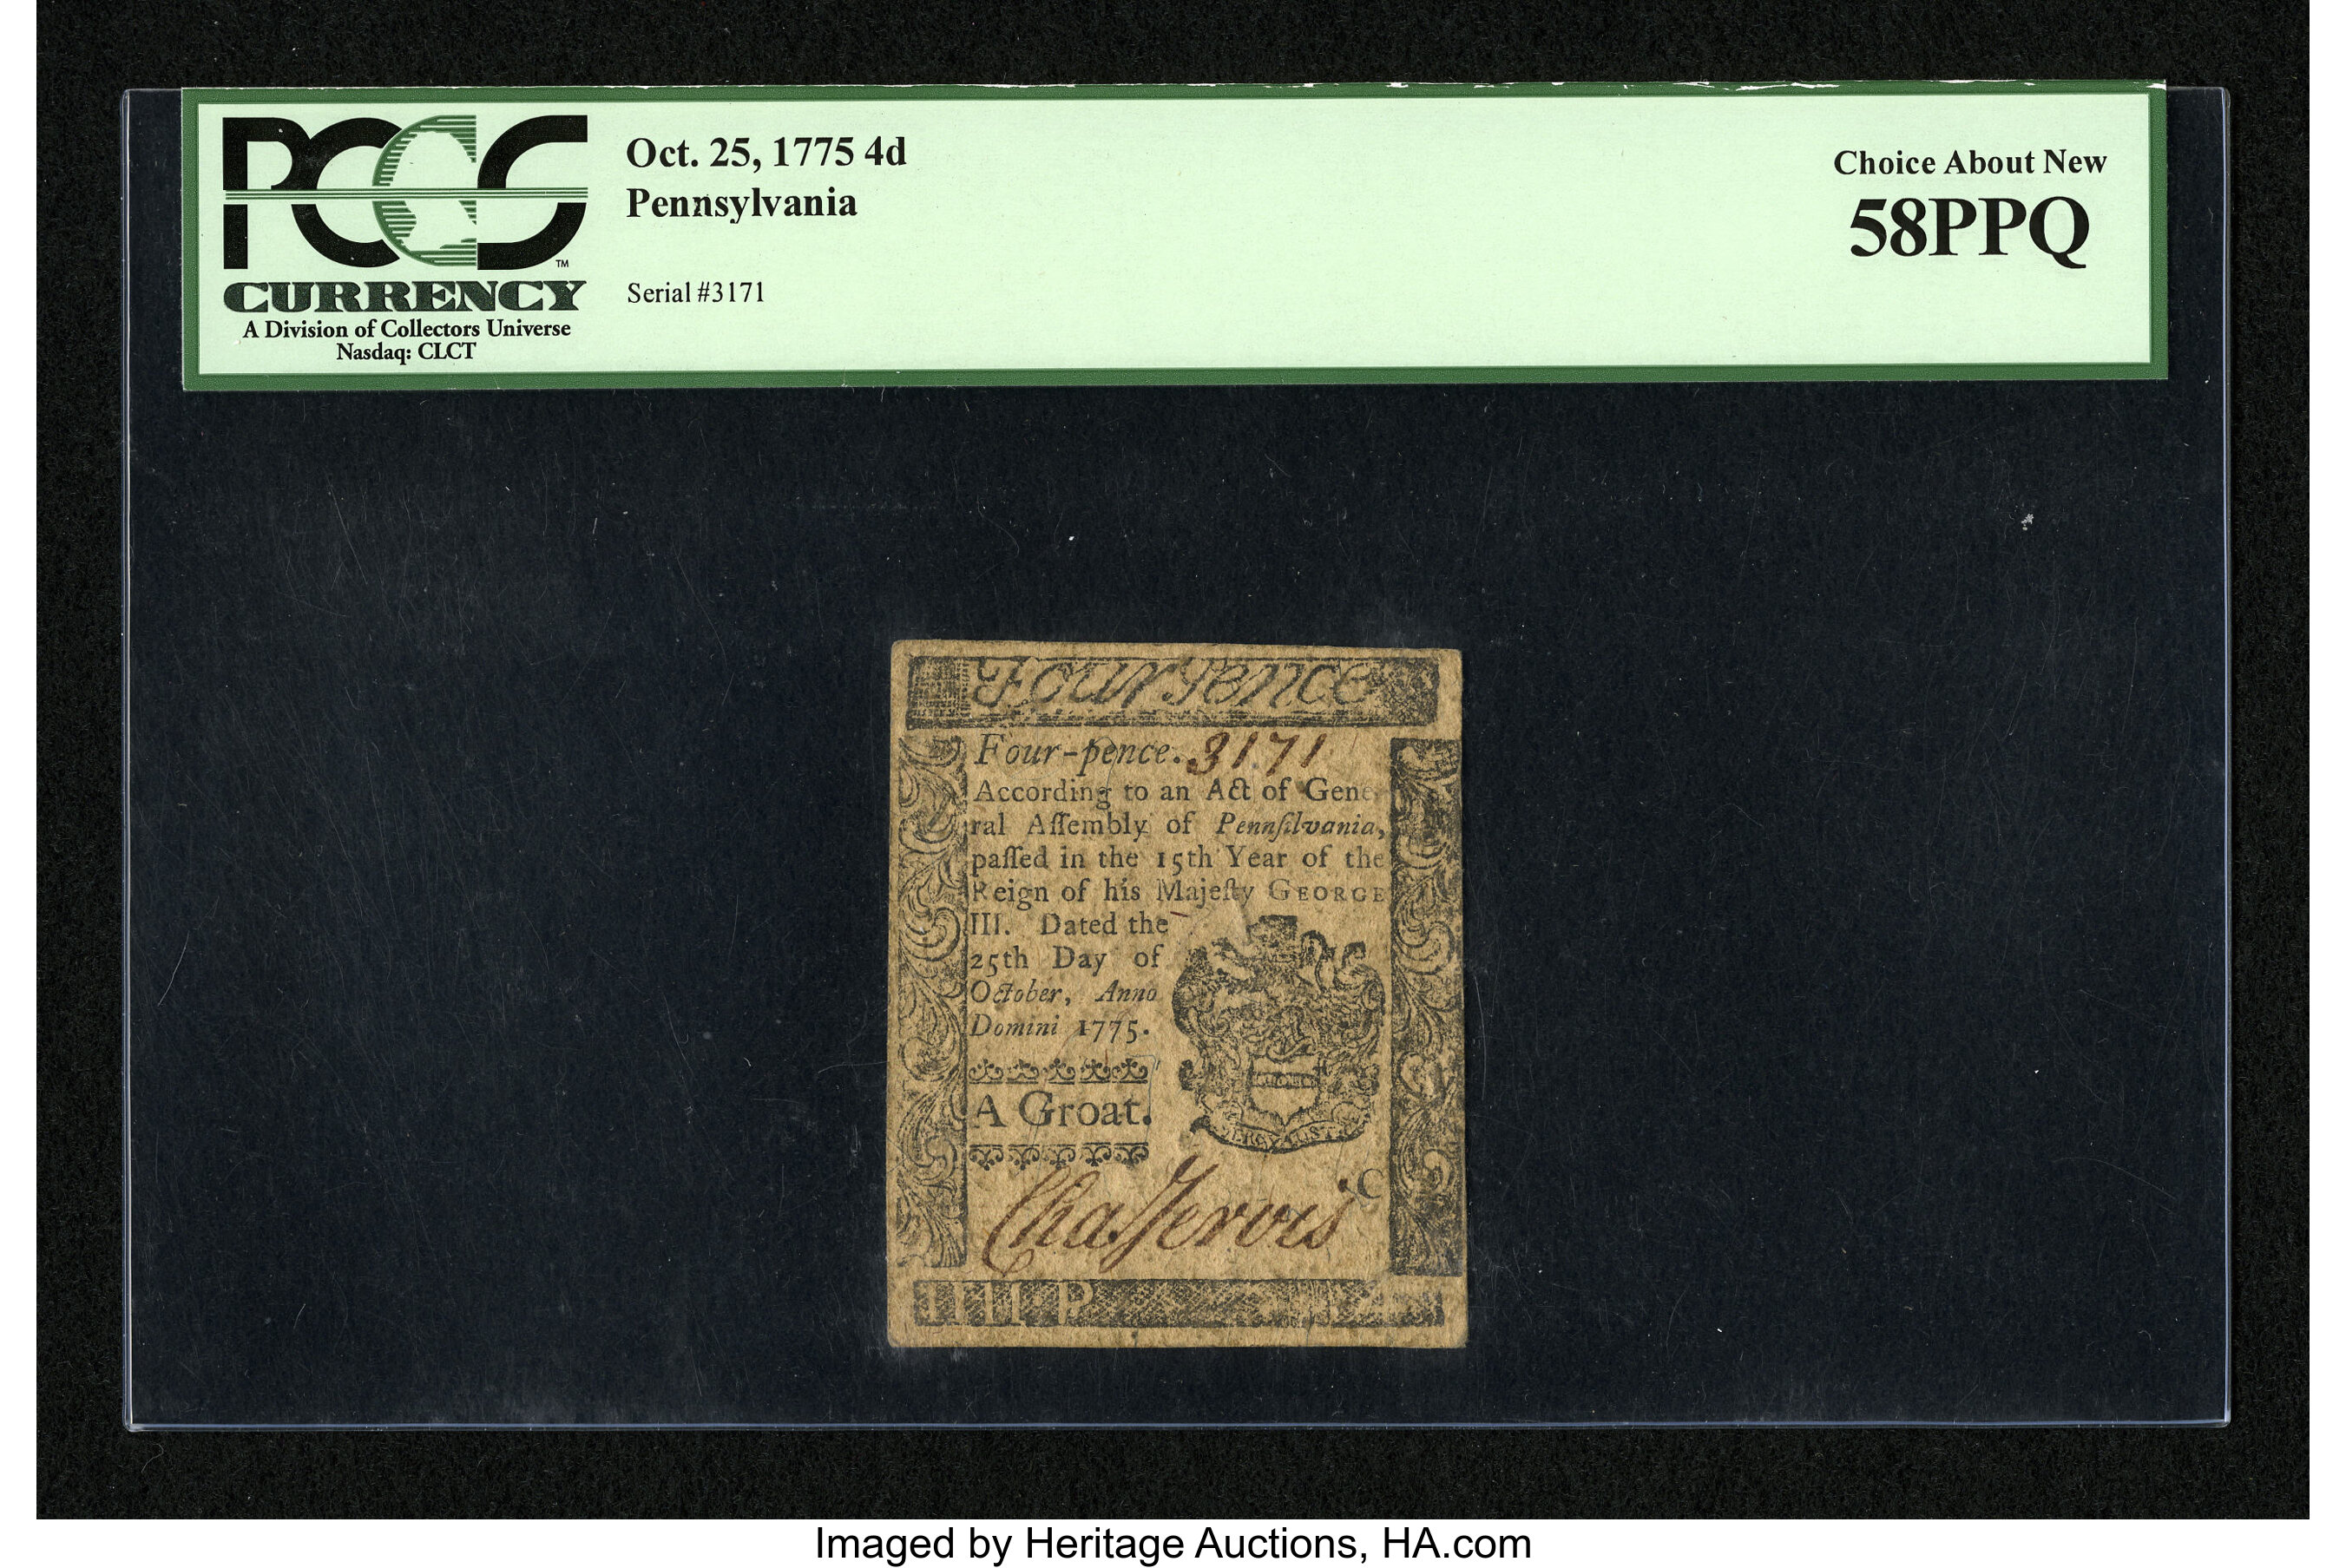 PCGS
CURRENCY
A Division of Collectors Universe
Nasdaq: CLCT
Oct. 25, 1775 4d
Pennsylvania
Serial #3171
Choice About New
58PPQ
Four Pence
Four-pence. 3171
According to an Act of Gene
ral Aſſembly of Pennſilvania,
paſſed in the 15th Year of the
Reign of his Majeſty GEORGE
III. Dated the
25th Day of
October, Anno
Domini 1775.
A Groat.
C
Cha Jervis
IIII P
Imaged by Heritage Auctions, HA.com